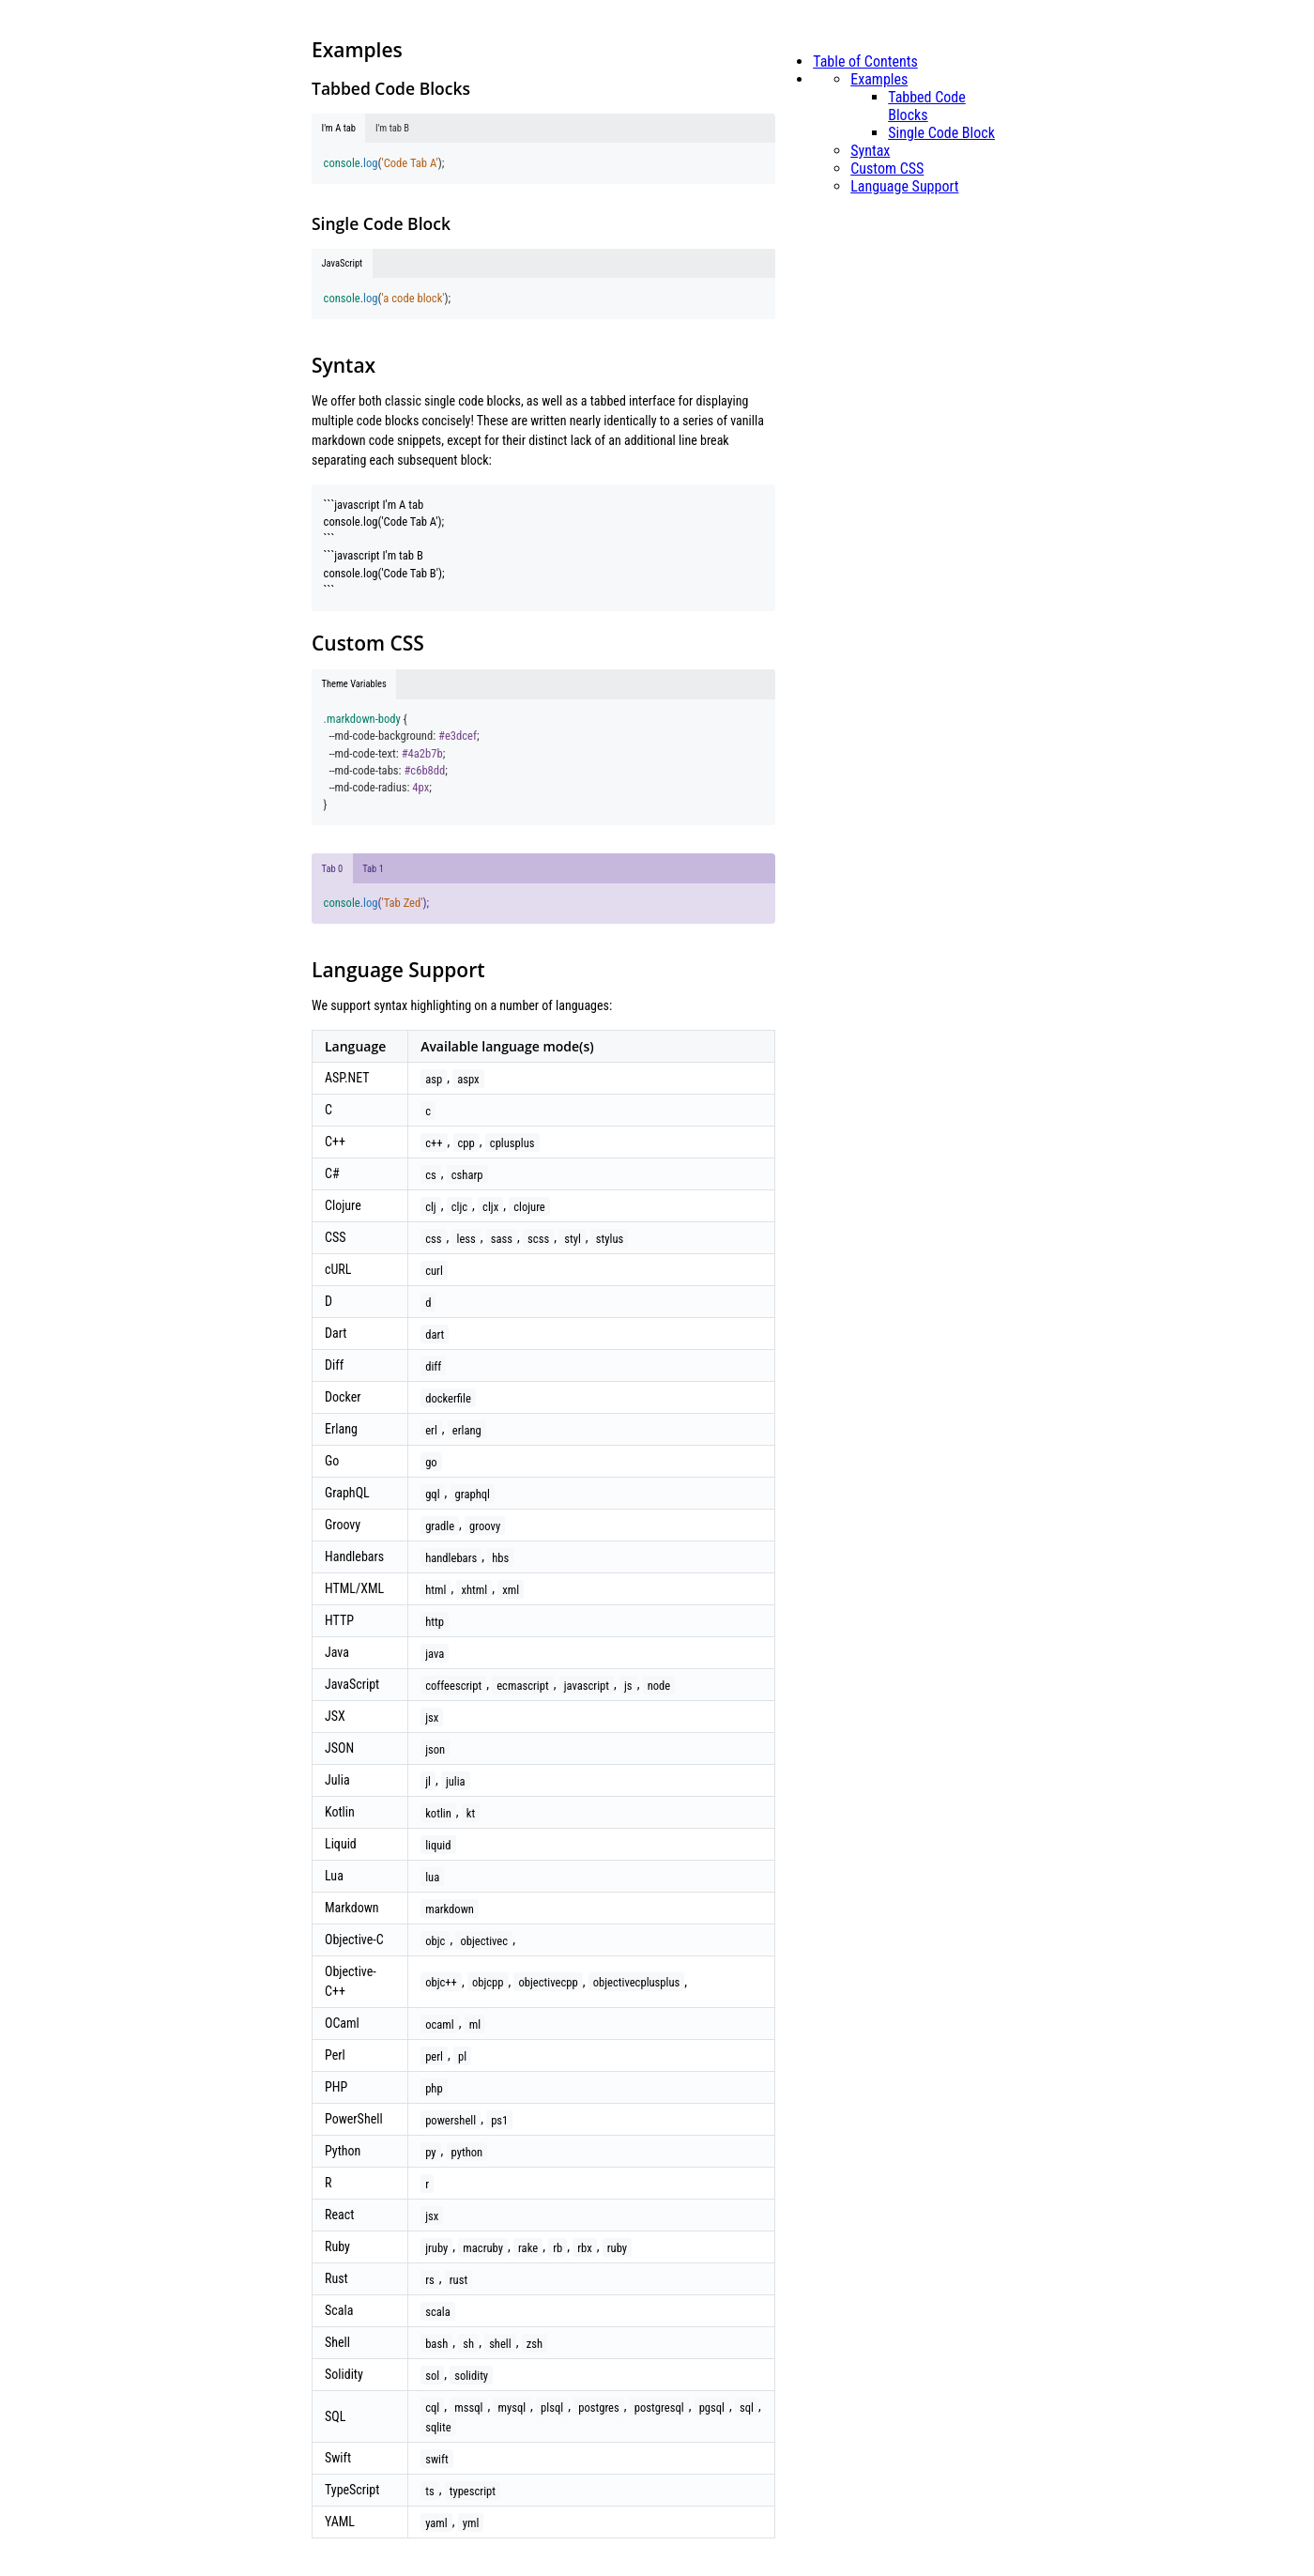 Examples
Tabbed Code Blocks
I'm A tab I'm tab B
console.log('Code Tab A');
Single Code Block
JavaScript
console.log('a code block');
Syntax
We offer both classic single code blocks, as well as a tabbed interface for displaying
multiple code blocks concisely! These are written nearly identically to a series of vanilla
markdown code snippets, except for their distinct lack of an additional line break
separating each subsequent block:
```javascript I'm A tab
console.log('Code Tab A');
```
```javascript I'm tab B
console.log('Code Tab B');
```
Custom CSS
Theme Variables
.markdown-body {
--md-code-background: #e3dcef;
--md-code-text: #4a2b7b;
--md-code-tabs: #c6b8dd;
--md-code-radius: 4px;
}
Tab 0 Tab 1
console.log('Tab Zed');
Language Support
We support syntax highlighting on a number of languages:
Language Available language mode(s)
ASP.NET asp , aspx
C c
C++ c++ , cpp , cplusplus
C# cs , csharp
Clojure clj , cljc , cljx , clojure
CSS css , less , sass , scss , styl , stylus
cURL curl
D d
Dart dart
Diff diff
Docker dockerfile
Erlang erl , erlang
Go go
GraphQL gql , graphql
Groovy gradle , groovy
Handlebars handlebars , hbs
HTML/XML html , xhtml , xml
HTTP http
Java java
JavaScript coffeescript , ecmascript , javascript , js , node
JSX jsx
JSON json
Julia jl , julia
Kotlin kotlin , kt
Liquid liquid
Lua lua
Markdown markdown
Objective-C objc , objectivec ,
Objective-
C++ objc++ , objcpp , objectivecpp , objectivecplusplus ,
OCaml ocaml , ml
Perl perl , pl
PHP php
PowerShell powershell , ps1
Python py , python
R r
React jsx
Ruby jruby , macruby , rake , rb , rbx , ruby
Rust rs , rust
Scala scala
Shell bash , sh , shell , zsh
Solidity sol , solidity
SQL cql , mssql , mysql , plsql , postgres , postgresql , pgsql , sql ,
sqlite
Swift swift
TypeScript ts , typescript
YAML yaml , yml
Table of Contents
Examples
Tabbed Code
Blocks
Single Code Block
Syntax
Custom CSS
Language Support